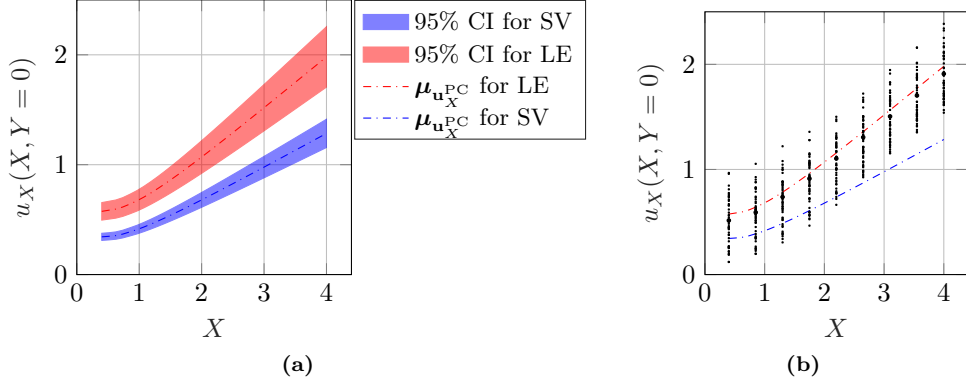 2
1
0
0
1
2
3
4
X
u_X(X, Y = 0)
95% CI for SV
95% CI for LE
μ_{u_X^{PC}} for LE
μ_{u_X^{PC}} for SV
(a)
2
1
0
0
1
2
3
4
X
u_X(X, Y = 0)
(b)